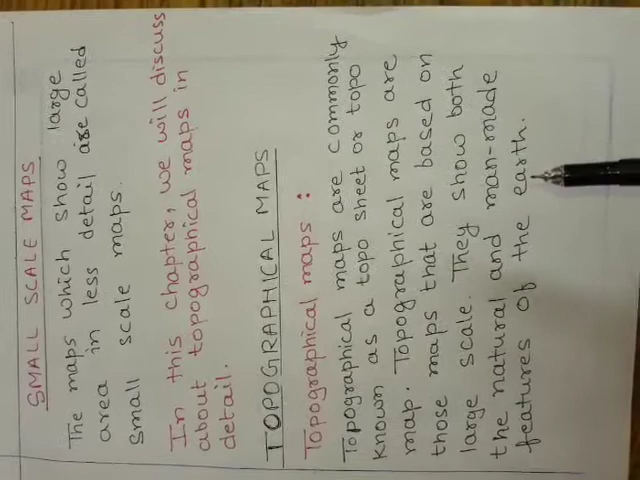 SMALL SCALE MAPS
The maps which show large
area in less detail are called
small scale maps.
In this chapter, we will discuss
about topographical maps in
detail.
TOPOGRAPHICAL MAPS
Topographical maps :
Topographical maps are commonly
known as a topo sheet or topo
map. Topographical maps are
those maps that are based on
large scale. They show both
the natural and man-made
features of the earth.